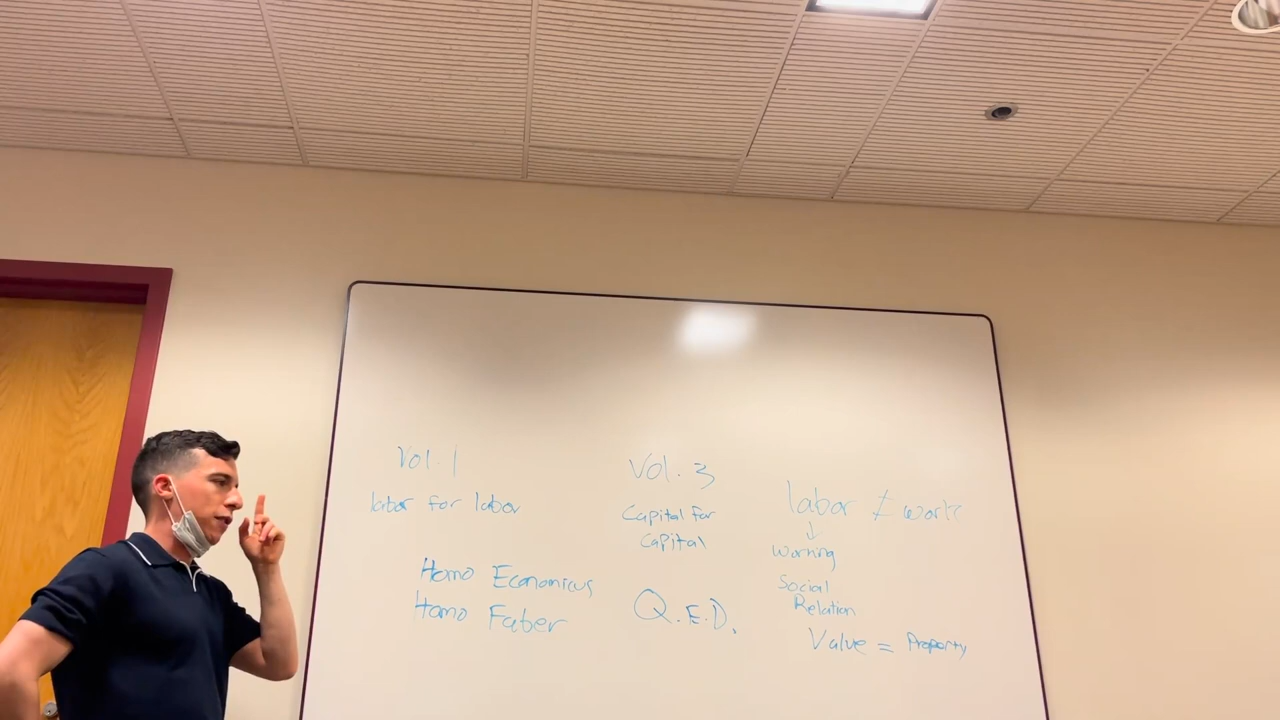 Vol. 1
labor for labor
Homo Economicus
Homo Faber
Vol. 3
Capital for
Capital
Q.E.D.
labor ≠ work
↓
Working
Social
Relation
Value = Property